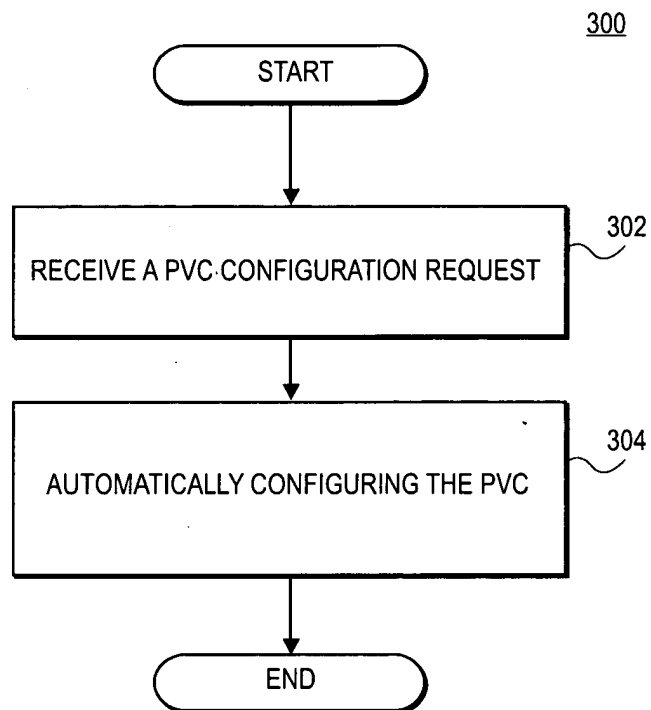 300
START
302
RECEIVE A PVC CONFIGURATION REQUEST
304
AUTOMATICALLY CONFIGURING THE PVC
END